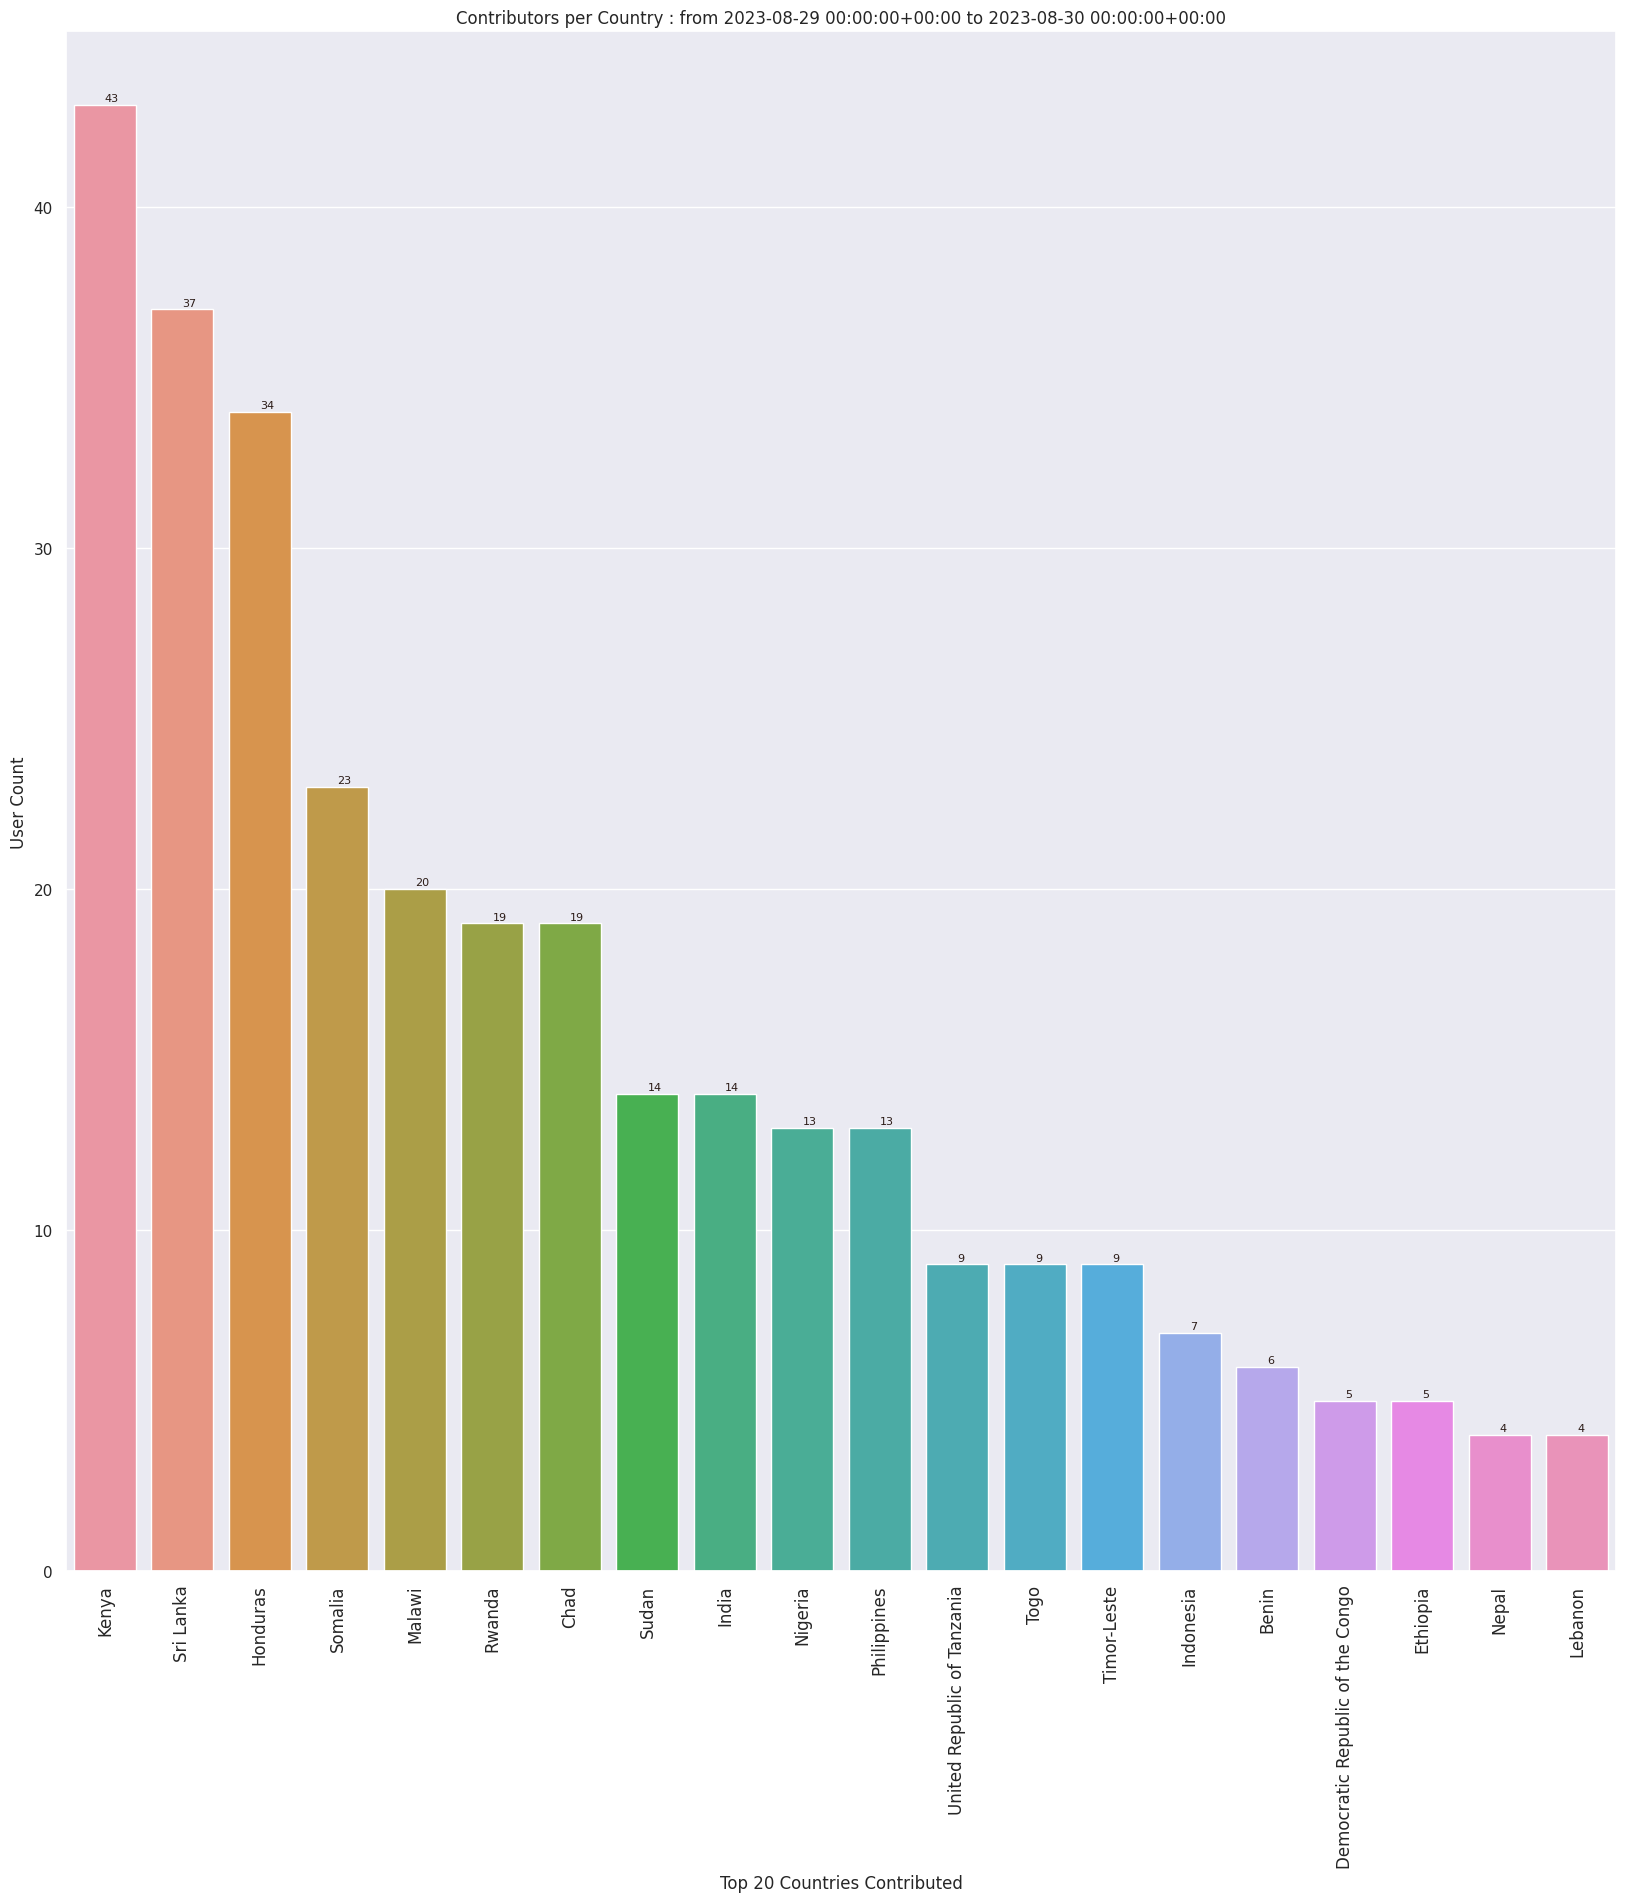 Contributors per Country : from 2023-08-29 00:00:00+00:00 to 2023-08-30 00:00:00+00:00
43
37
34
23
20
19
19
14
14
13
13
9
9
9
7
6
5
5
4
4
40
30
20
10
0
User Count
Kenya
Sri Lanka
Honduras
Somalia
Malawi
Rwanda
Chad
Sudan
India
Nigeria
Philippines
United Republic of Tanzania
Togo
Timor-Leste
Indonesia
Benin
Democratic Republic of the Congo
Ethiopia
Nepal
Lebanon
Top 20 Countries Contributed